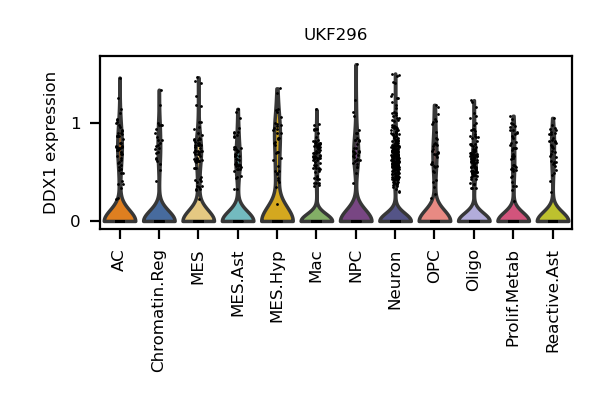 UKF296
DDX1 expression
1
0
AC
Chromatin.Reg
MES
MES.Ast
MES.Hyp
Mac
NPC
Neuron
OPC
Oligo
Prolif.Metab
Reactive.Ast